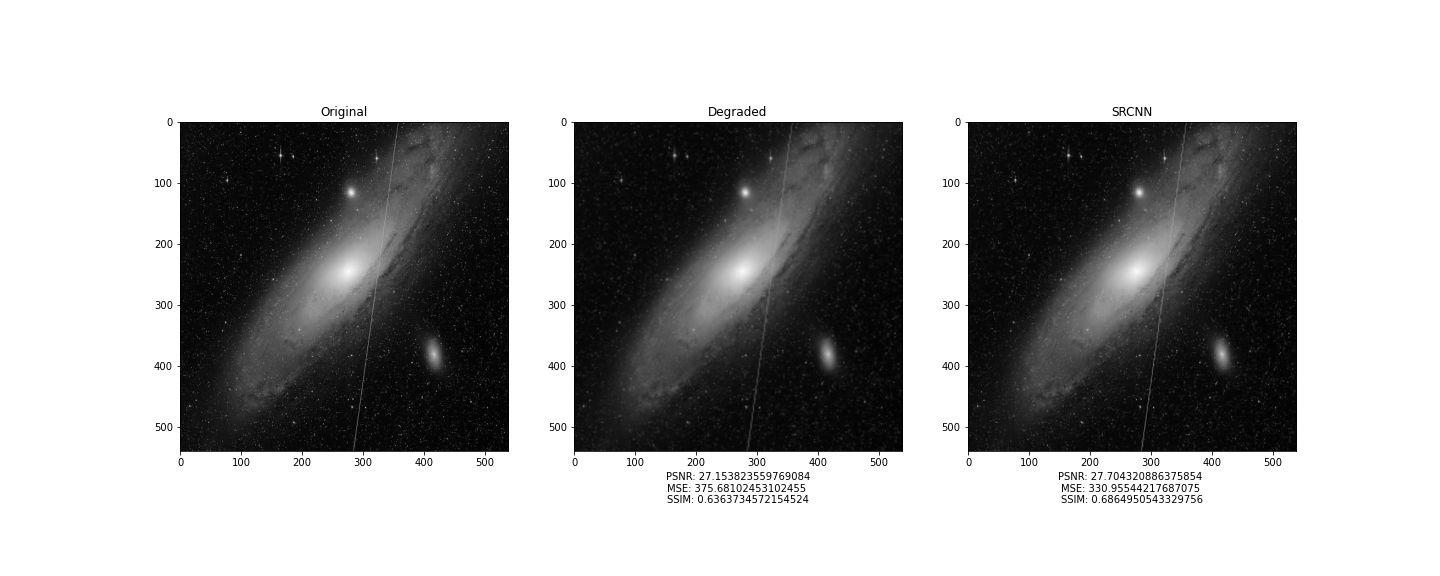 Original
Degraded
SRCNN
0
100
200
300
400
500
0 100 200 300 400 500
0
100
200
300
400
500
0 100 200 300 400 500
0
100
200
300
400
500
0 100 200 300 400 500
PSNR: 27.153823559769084
MSE: 375.68102453102455
SSIM: 0.6363734572154524
PSNR: 27.704320886375854
MSE: 330.95544217687075
SSIM: 0.6864950543329756